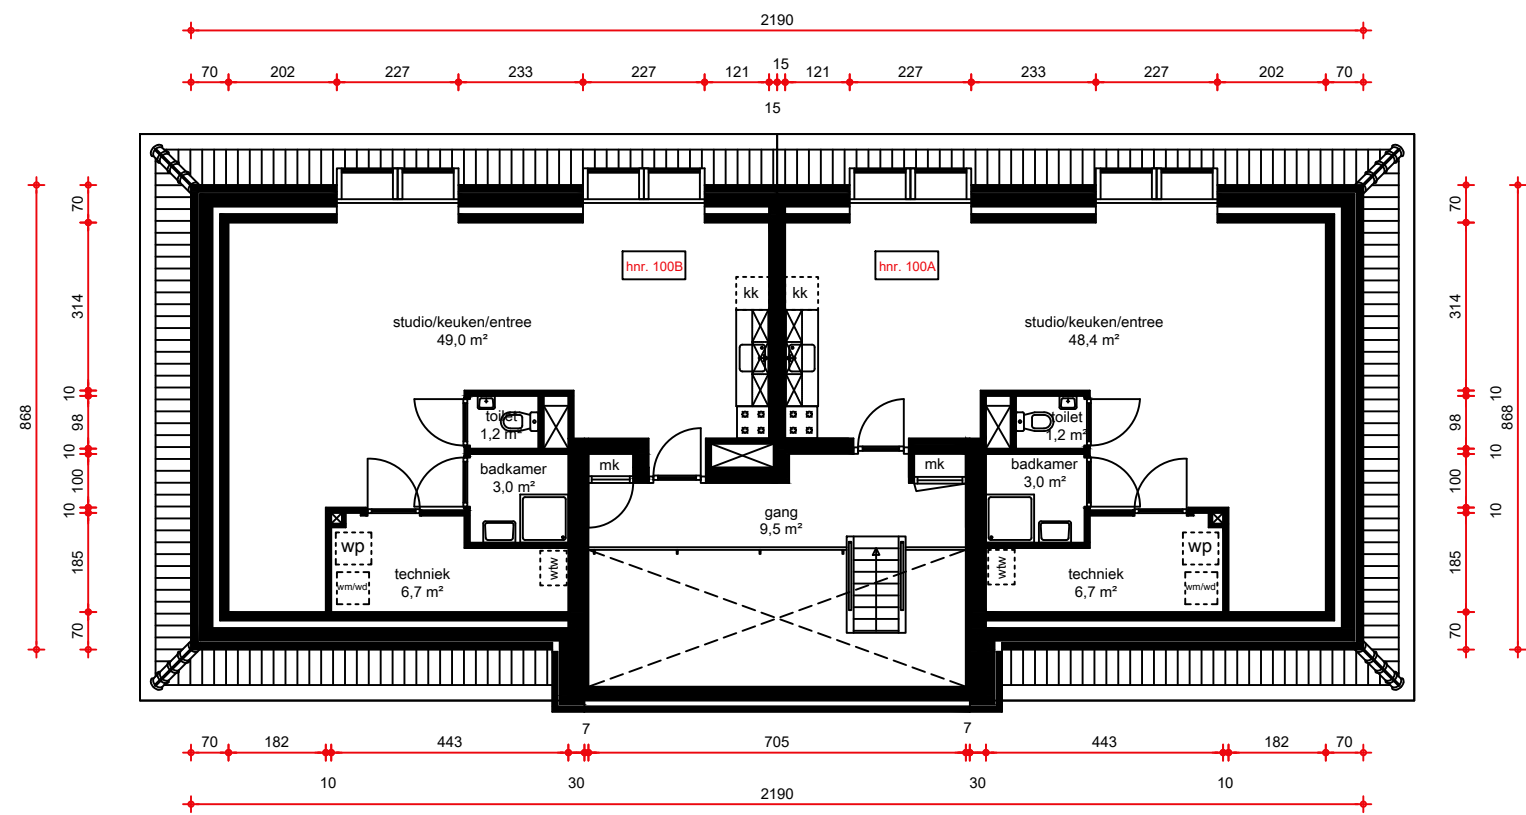 2190
70 202 227 233 227 121 15 121 227 233 227 202 70
15
hnr. 100B
hnr. 100A
kk
kk
studio/keuken/entree
49,0 m²
studio/keuken/entree
48,4 m²
toilet
1,2 m²
toilet
1,2 m²
badkamer
3,0 m²
badkamer
3,0 m²
mk
mk
gang
9,5 m²
wp
wm/wd
techniek
6,7 m²
wtw
wtw
techniek
6,7 m²
wp
wm/wd
868
70
314
10
98
10
100
10
185
70
70
314
10
98
10
100
10
185
70
868
7
7
70 182 443 705 443 182 70
10 30 30 10
2190